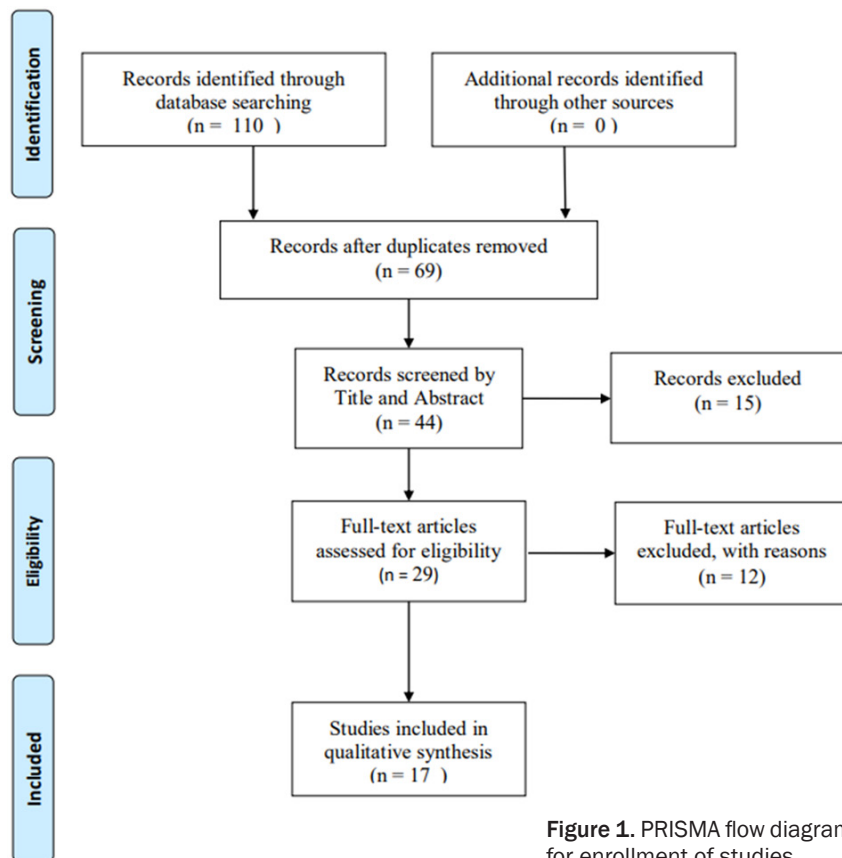 Identification
Records identified through
database searching
(n = 110 )
Additional records identified
through other sources
(n = 0 )
Screening
Records after duplicates removed
(n = 69)
Records screened by
Title and Abstract
(n = 44)
Records excluded
(n = 15)
Eligibility
Full-text articles
assessed for eligibility
(n = 29)
Full-text articles
excluded, with reasons
(n = 12)
Included
Studies included in
qualitative synthesis
(n = 17 )
Figure 1. PRISMA flow diagram
for enrollment of studies